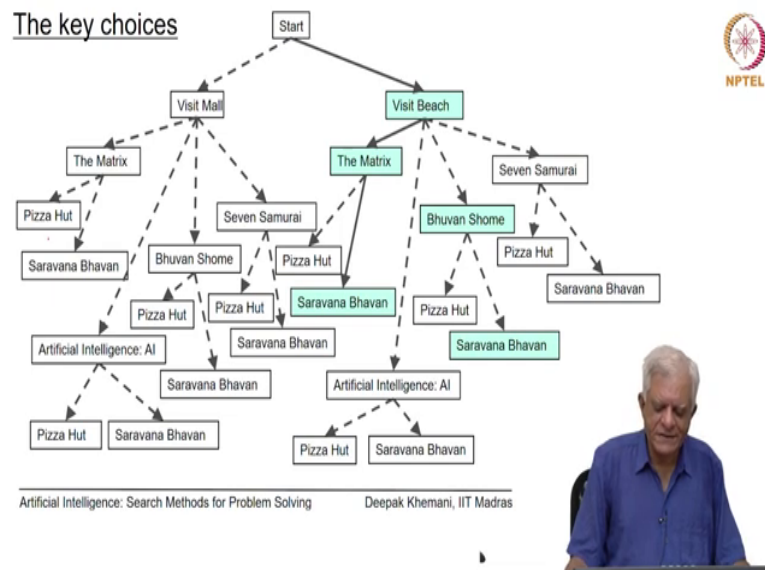 The key choices
Start
NPTEL
Visit Mall
Visit Beach
The Matrix
The Matrix
Seven Samurai
Pizza Hut
Seven Samurai
Bhuvan Shome
Pizza Hut
Saravana Bhavan
Bhuvan Shome
Pizza Hut
Saravana Bhavan
Pizza Hut
Pizza Hut
Saravana Bhavan
Pizza Hut
Artificial Intelligence: AI
Saravana Bhavan
Saravana Bhavan
Saravana Bhavan
Artificial Intelligence: AI
Pizza Hut
Saravana Bhavan
Pizza Hut
Saravana Bhavan
Artificial Intelligence: Search Methods for Problem Solving
Deepak Khemani, IIT Madras